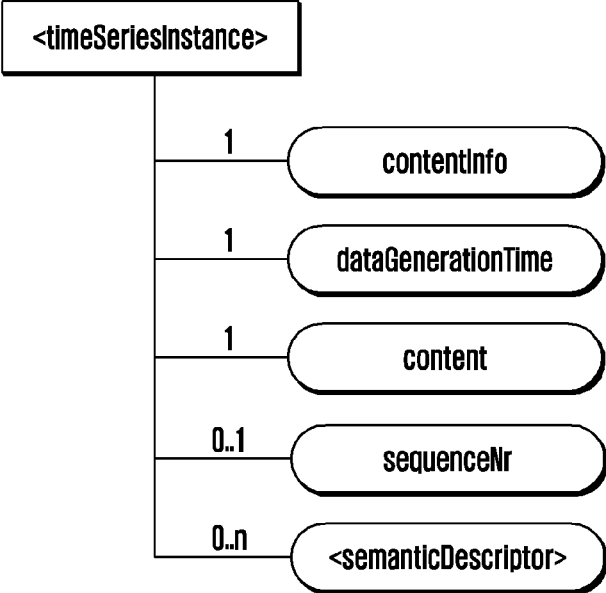 <timeSeriesInstance>
1
contentInfo
1
dataGenerationTime
1
content
0..1
sequenceNr
0..n
<semanticDescriptor>